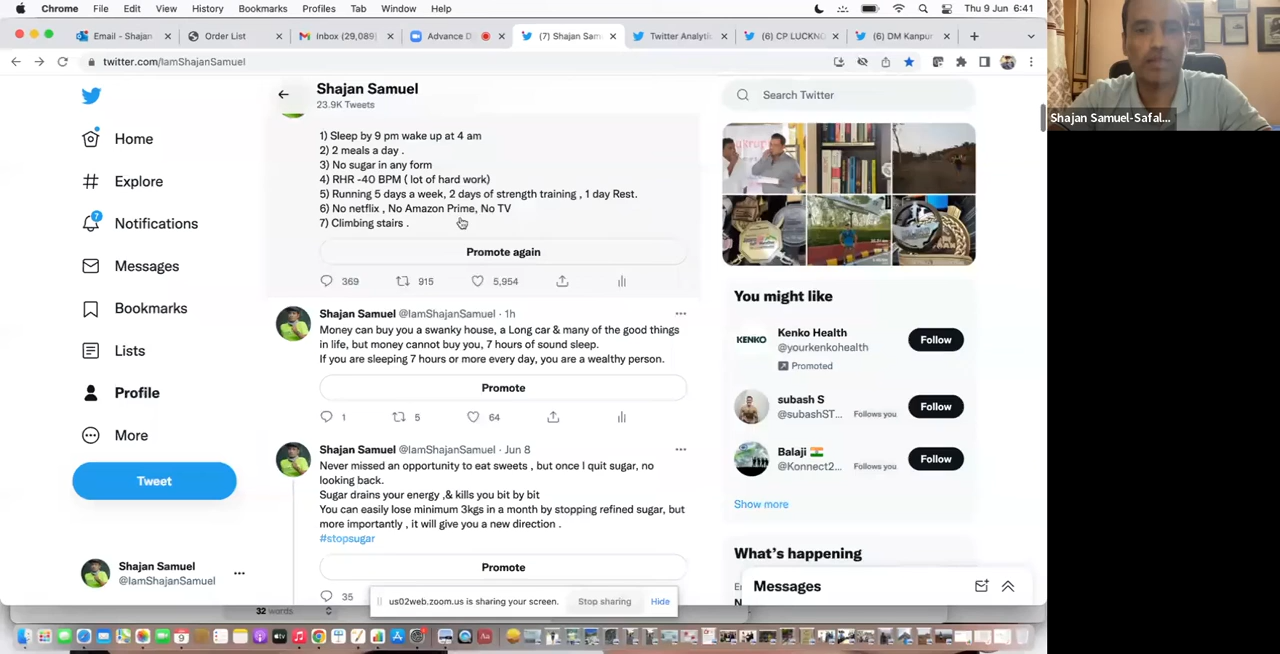 Chrome File Edit View History Bookmarks Profiles Tab Window Help Thu 9 Jun 6:41
Email - Shajan Order List Inbox (29,089) Advance D (7) Shajan Sam Twitter Analyti (6) CP LUCKN (6) DM Kanpur
twitter.com/IamShajanSamuel
Shajan Samuel
23.9K Tweets
Search Twitter
Home
Explore
7
Notifications
Messages
Bookmarks
Lists
Profile
More
Tweet
Shajan Samuel
@IamShajanSamuel
1) Sleep by 9 pm wake up at 4 am
2) 2 meals a day .
3) No sugar in any form
4) RHR -40 BPM ( lot of hard work)
5) Running 5 days a week, 2 days of strength training , 1 day Rest.
6) No netflix , No Amazon Prime, No TV
7) Climbing stairs .
Promote again
369 915 5,954
Shajan Samuel @IamShajanSamuel · 1h
Money can buy you a swanky house, a Long car & many of the good things
in life, but money cannot buy you, 7 hours of sound sleep.
If you are sleeping 7 hours or more every day, you are a wealthy person.
Promote
1 5 64
Shajan Samuel @IamShajanSamuel · Jun 8
Never missed an opportunity to eat sweets , but once I quit sugar, no
looking back.
Sugar drains your energy ,& kills you bit by bit
You can easily lose minimum 3kgs in a month by stopping refined sugar, but
more importantly , it will give you a new direction .
#stopsugar
Promote
35
You might like
KENKO
Kenko Health
@yourkenkohealth
Promoted
Follow
subash S
@subashST... Follows you
Follow
Balaji
@Konnect2... Follows you
Follow
Show more
What's happening
Messages
us02web.zoom.us is sharing your screen. Stop sharing Hide
32 words
Shajan Samuel-Safal...